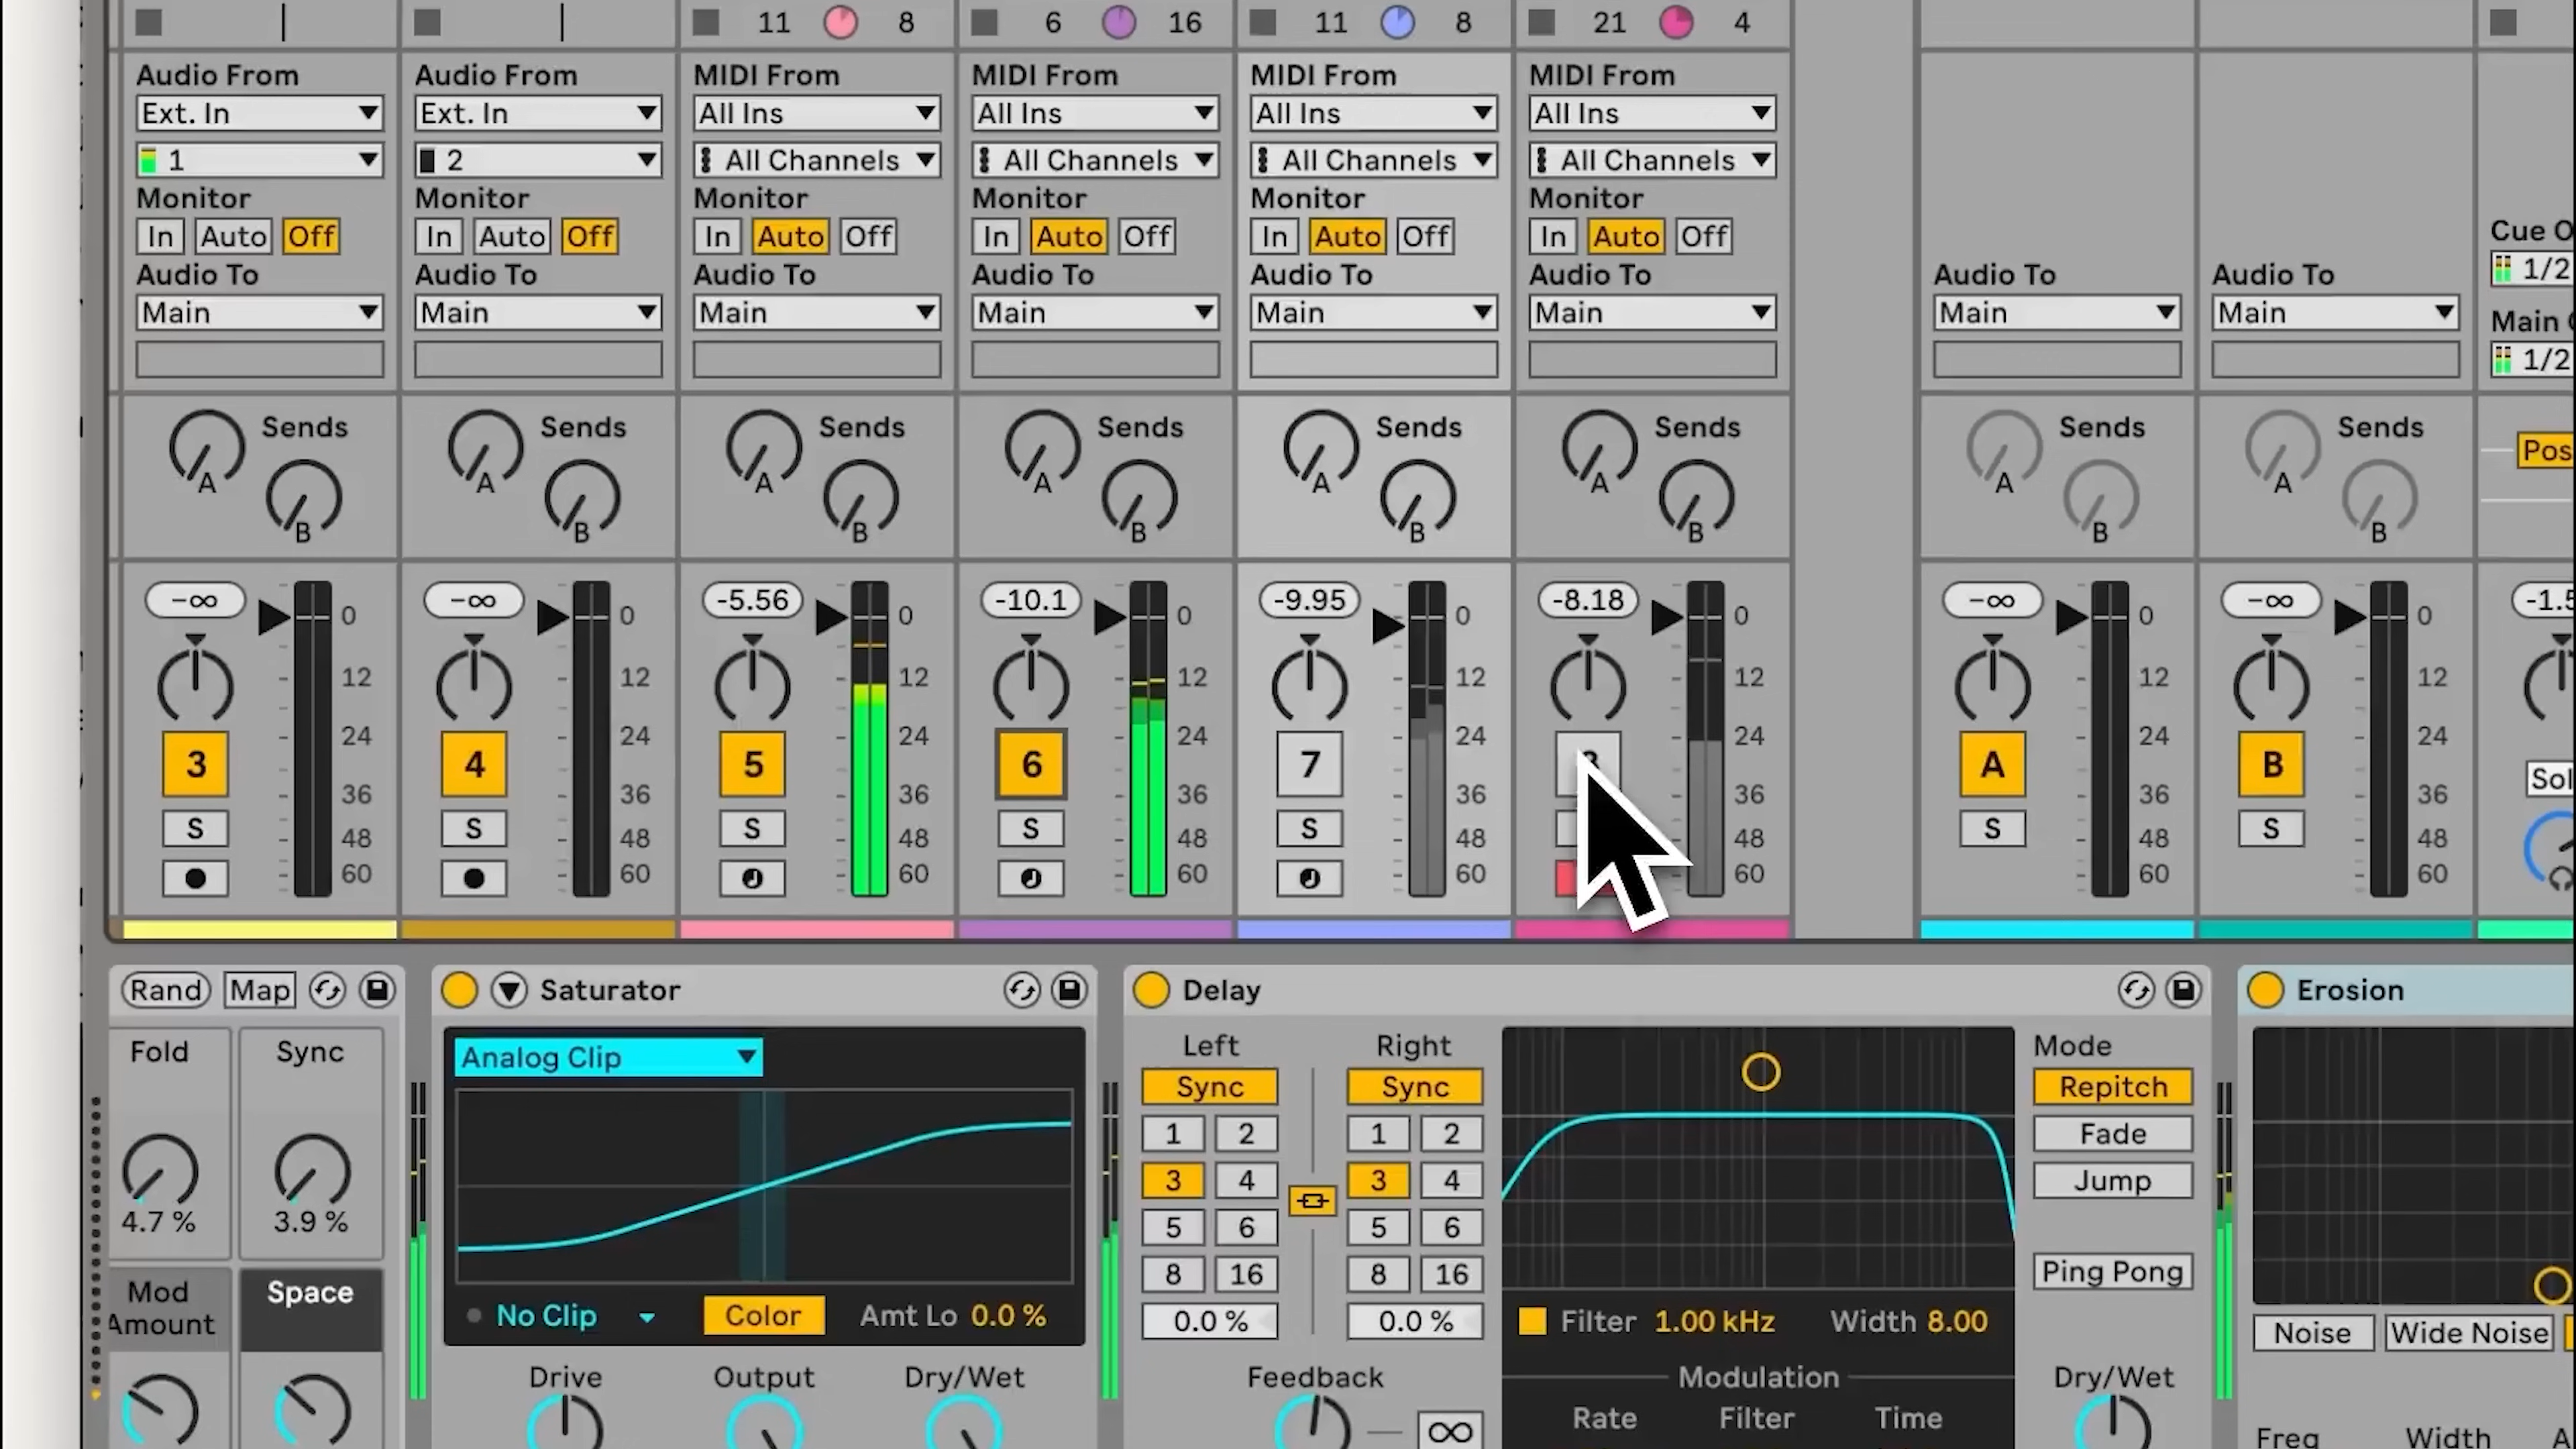 11 8 6 16 11 8 21 4
Audio From Audio From MIDI From MIDI From MIDI From MIDI From
Ext. In Ext. In All Ins All Ins All Ins All Ins
1 2 All Channels All Channels All Channels All Channels
Monitor Monitor Monitor Monitor Monitor Monitor
In Auto Off In Auto Off In Auto Off In Auto Off In Auto Off In Auto Off Cue O
1/2
Audio To Audio To Audio To Audio To Audio To Audio To Audio To Audio To
Main Main Main Main Main Main Main Main Main
1/2
Sends Sends Sends Sends Sends Sends Sends Sends Pos
A A A A A A A A
B B B B B B B B
-∞ 0 -∞ 0 -5.56 0 -10.1 0 -9.95 0 -8.18 0 -∞ 0 -∞ 0 -1.5
12 12 12 12 12 12 12 12
24 24 24 24 24 24 24 24
3 4 5 6 7 A B Sol
36 36 36 36 36 36 36 36
S S S S S S S
48 48 48 48 48 48 48 48
60 60 60 60 60 60 60 60
Rand Map Saturator Delay Erosion
Fold Sync Analog Clip Left Right Mode
Sync Sync Repitch
1 2 1 2 Fade
3 4 3 4 Jump
4.7 % 3.9 % 5 6 5 6
Mod Space 8 16 8 16 Ping Pong
Amount No Clip Color Amt Lo 0.0 % 0.0 % 0.0 % Filter 1.00 kHz Width 8.00 Noise Wide Noise
Drive Output Dry/Wet Feedback Modulation Dry/Wet
∞ Rate Filter Time Freq Width